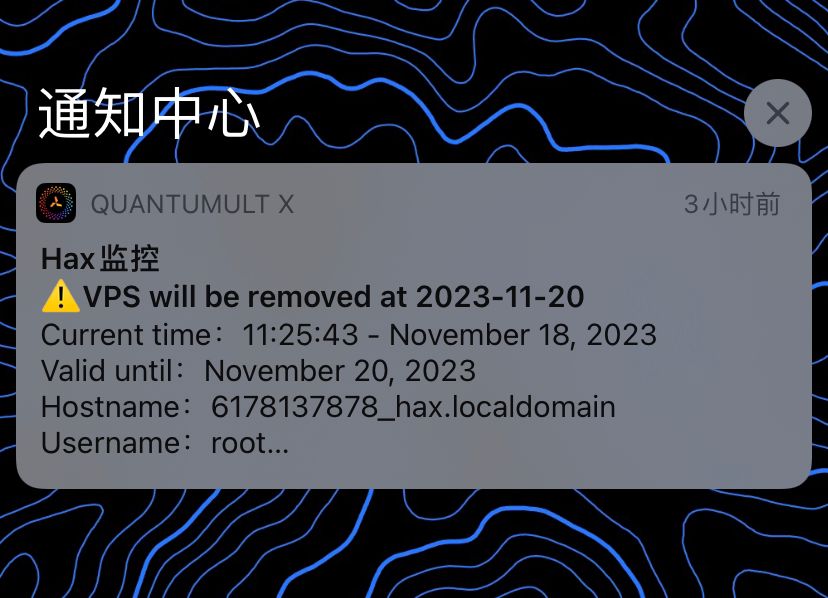 通知中心
QUANTUMULT X 3小时前
Hax监控
⚠️VPS will be removed at 2023-11-20
Current time：11:25:43 - November 18, 2023
Valid until：November 20, 2023
Hostname：6178137878_hax.localdomain
Username：root...